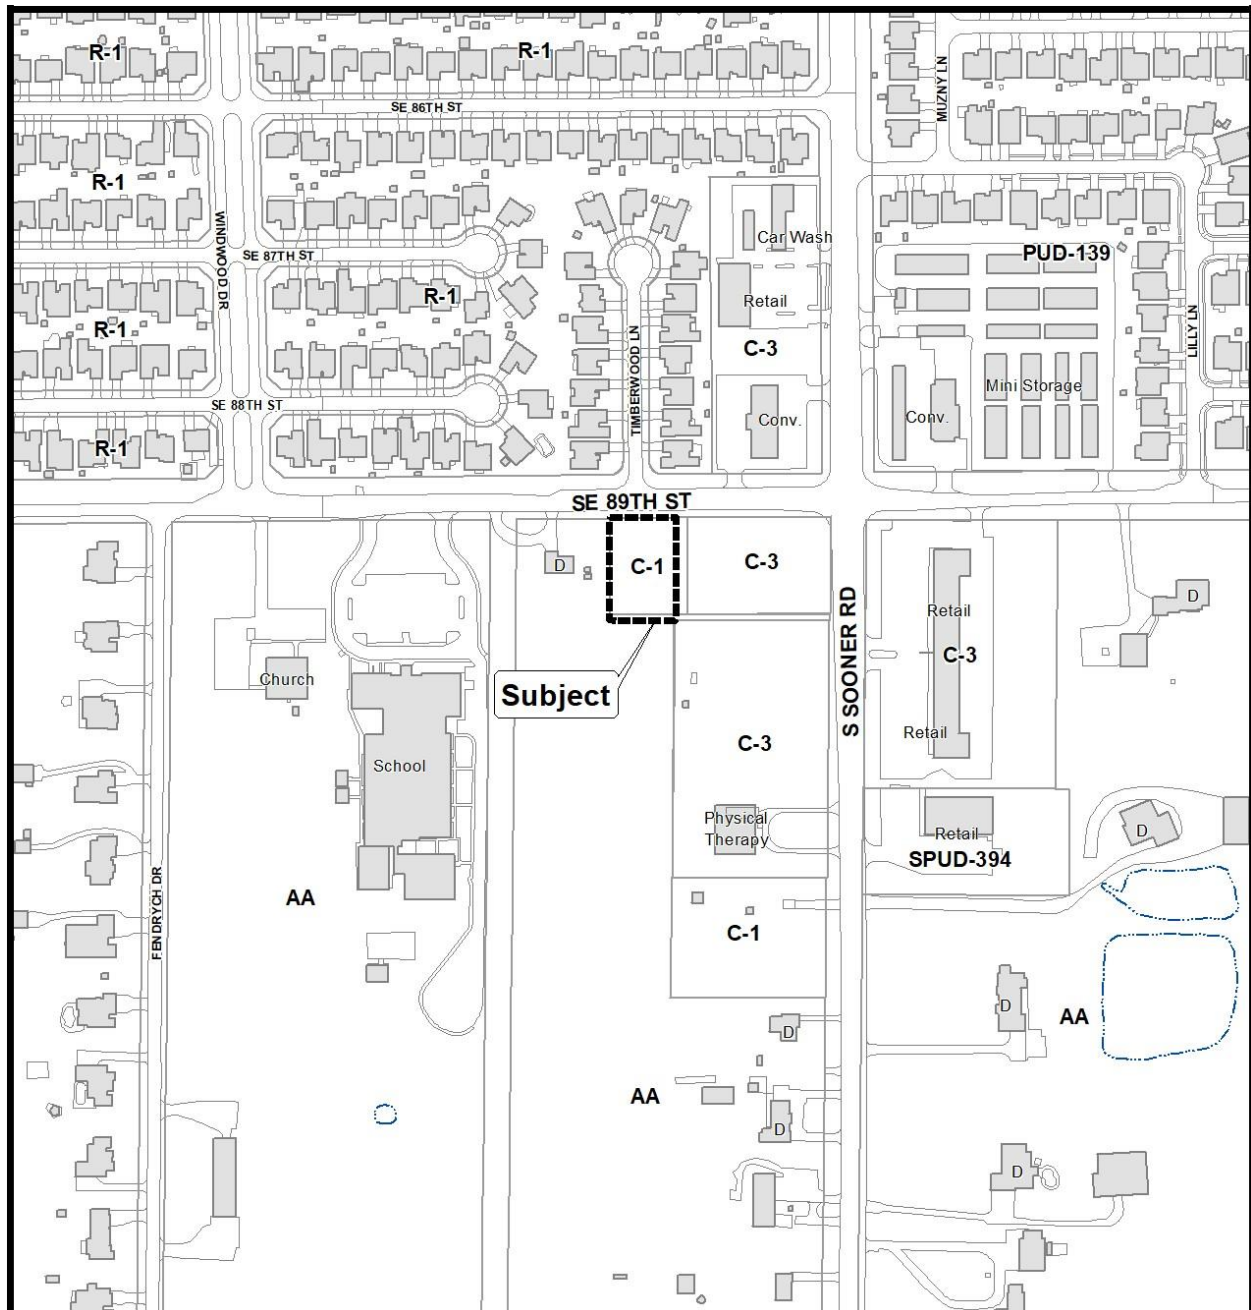 R-1
R-1
MUZNY LN
SE 86TH ST
R-1
WINDWOOD DR
Car Wash
SE 87TH ST
PUD-139
R-1
Retail
R-1
LILLY LN
C-3
TIMBERWOOD LN
Mini Storage
SE 88TH ST
Conv.
Conv.
R-1
SE 89TH ST
D
C-1
C-3
D
S SOONER RD
Retail
C-3
Church
Subject
Retail
C-3
School
Physical
Therapy
D
Retail
SPUD-394
FENDRYCH DR
AA
C-1
D
AA
D
AA
D
D